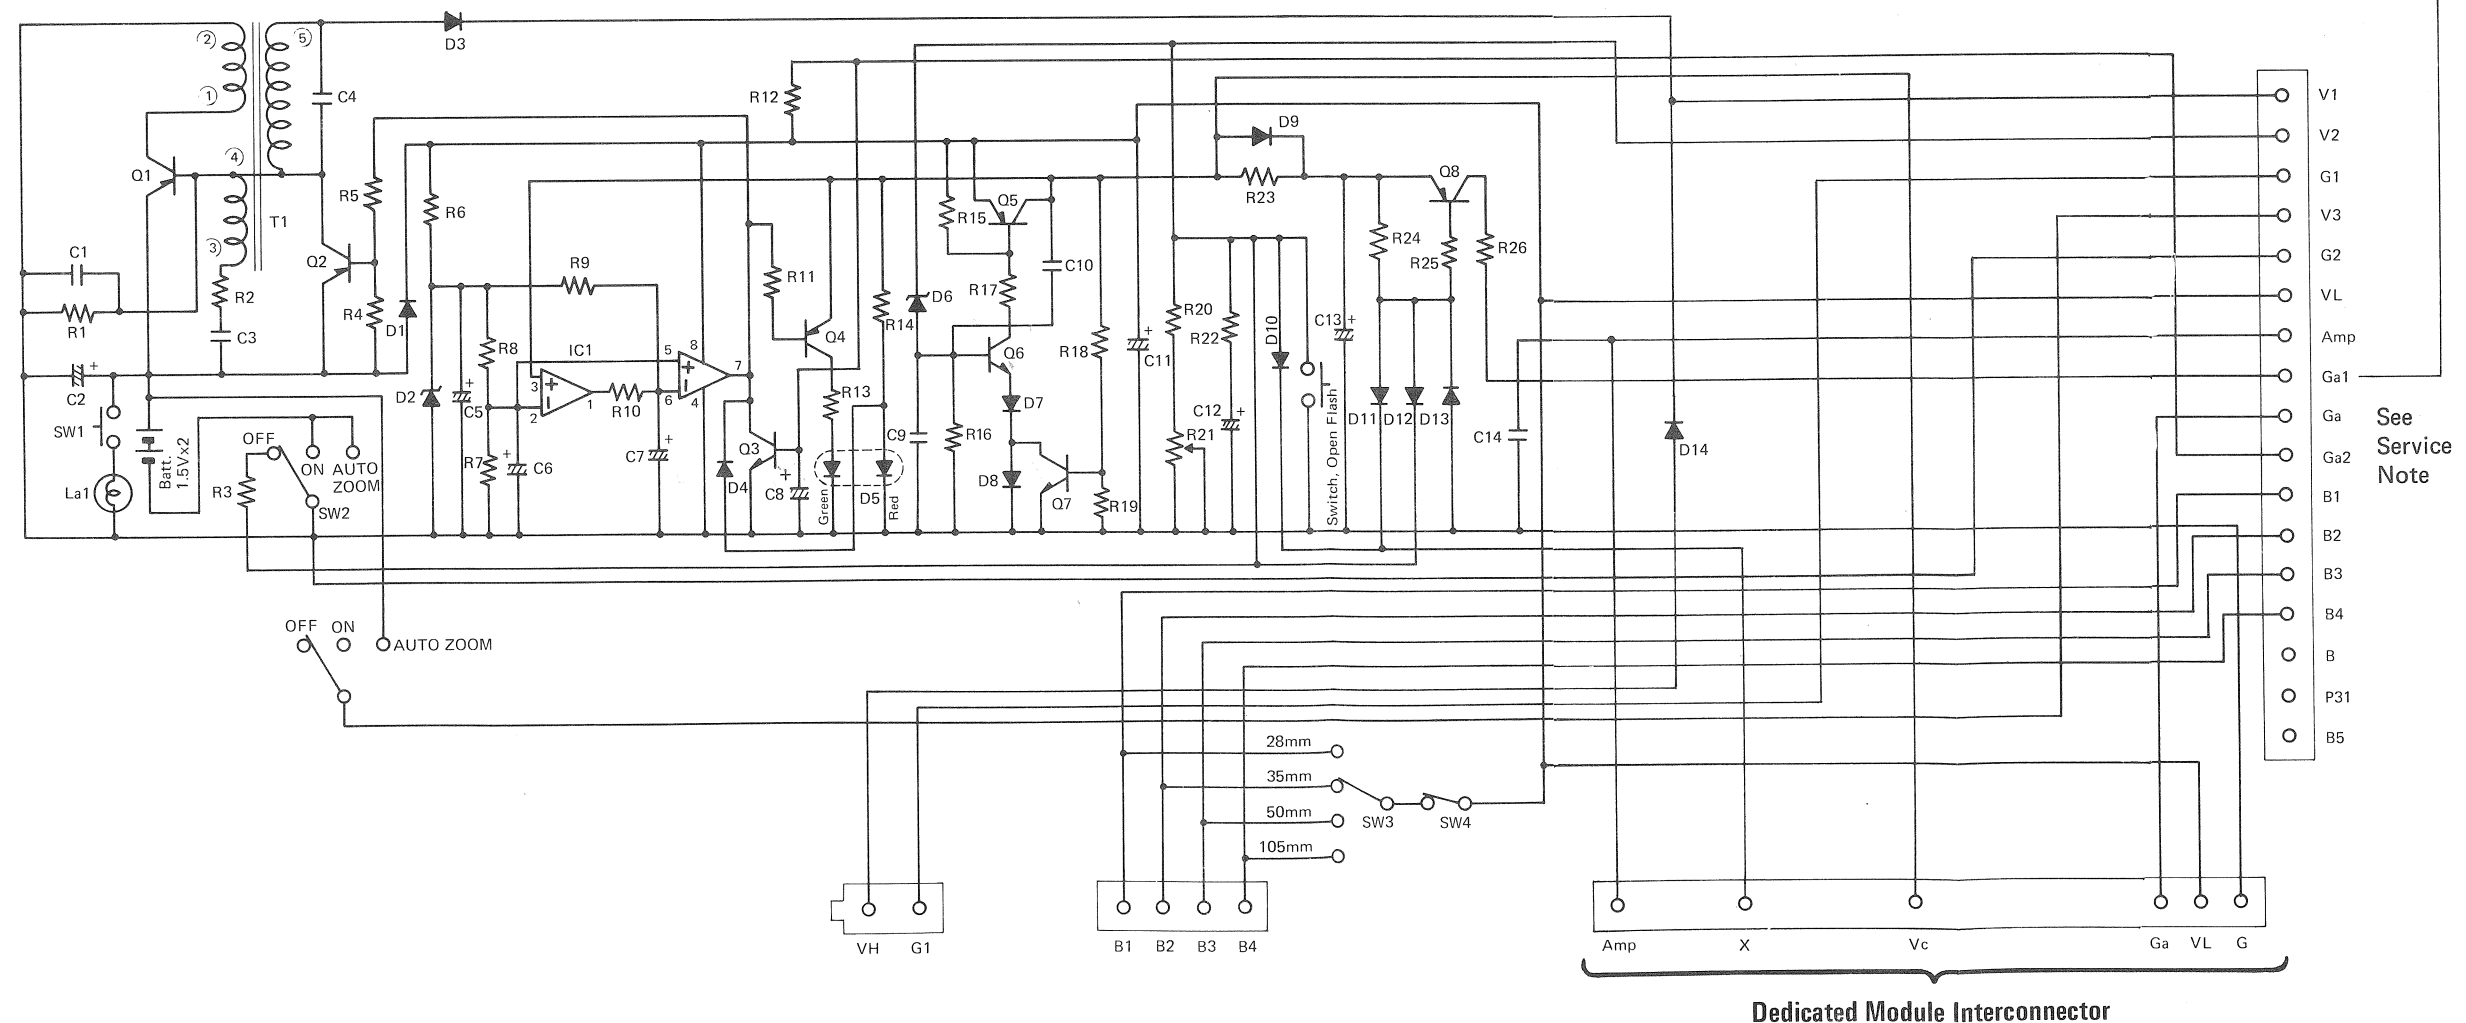 2
5
D3
1
C4
R12
D9
V1
V2
4
Q1
R5
R6
T1
3
C1
R1
R2
C3
Q2
R4
D1
R15
Q5
R23
Q8
G1
V3
R24
R25
R26
G2
VL
Amp
Ga1
Ga
Ga2
B1
B2
B3
B4
B
P31
B5
See
Service
Note
R9
R11
R17
C10
D6
R14
Q4
R8
IC1
5
8
7
3
1
2
6
4
R10
D2
C5
R7
C6
C7
Q3
D4
C8
R13
Green
D5
Red
C9
R16
Q6
D7
D8
Q7
R18
R19
C11
R20
R22
C12
R21
D10
C13
Switch, Open Flash
D11
D12
D13
C14
D14
+
C2
SW1
La1
Batt.
1.5Vx2
OFF
ON
AUTO
ZOOM
R3
SW2
OFF
ON
AUTO ZOOM
28mm
35mm
50mm
105mm
SW3
SW4
VH
G1
B1
B2
B3
B4
Amp
X
Vc
Ga
VL
G
Dedicated Module Interconnector